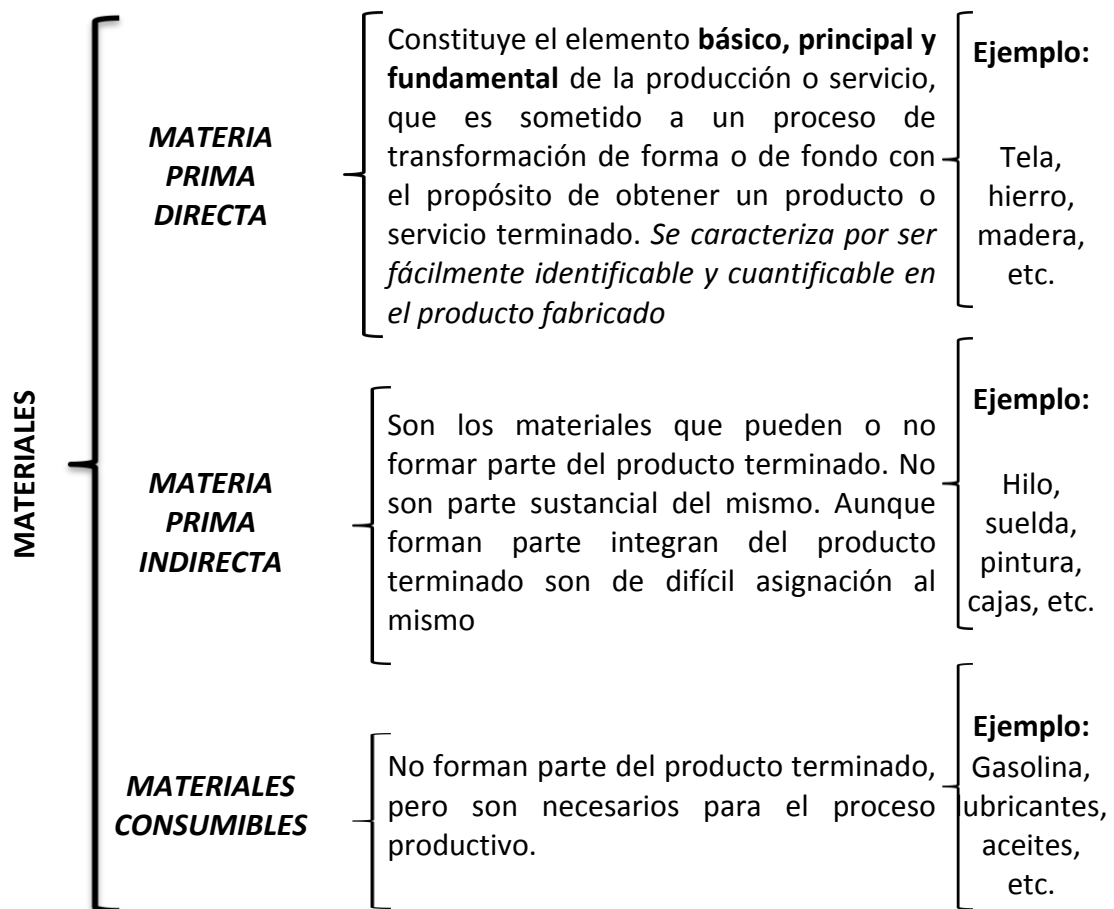 MATERIALES
MATERIA
PRIMA
DIRECTA
Constituye el elemento básico, principal y
fundamental de la producción o servicio,
que es sometido a un proceso de
transformación de forma o de fondo con
el propósito de obtener un producto o
servicio terminado. Se caracteriza por ser
fácilmente identificable y cuantificable en
el producto fabricado
Ejemplo:
Tela,
hierro,
madera,
etc.
MATERIA
PRIMA
INDIRECTA
Son los materiales que pueden o no
formar parte del producto terminado. No
son parte sustancial del mismo. Aunque
forman parte integran del producto
terminado son de difícil asignación al
mismo
Ejemplo:
Hilo,
suelda,
pintura,
cajas, etc.
MATERIALES
CONSUMIBLES
No forman parte del producto terminado,
pero son necesarios para el proceso
productivo.
Ejemplo:
Gasolina,
lubricantes,
aceites,
etc.